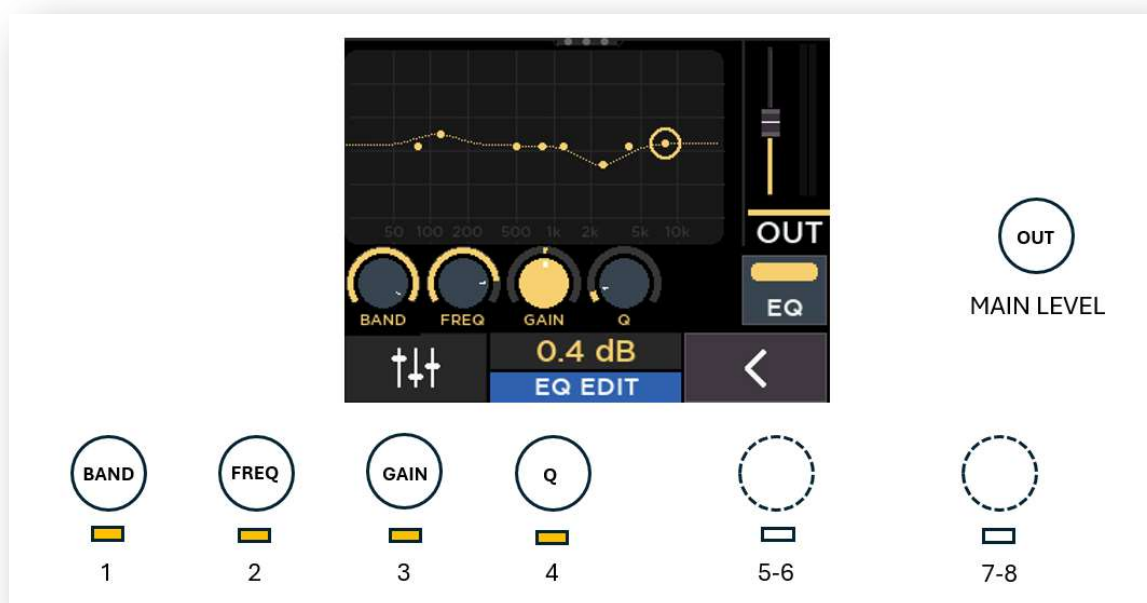 50 100 200 500 1k 2k 5k 10k
OUT
BAND FREQ GAIN Q
EQ
0.4 dB
EQ EDIT
OUT
MAIN LEVEL
BAND FREQ GAIN Q
1 2 3 4 5-6 7-8